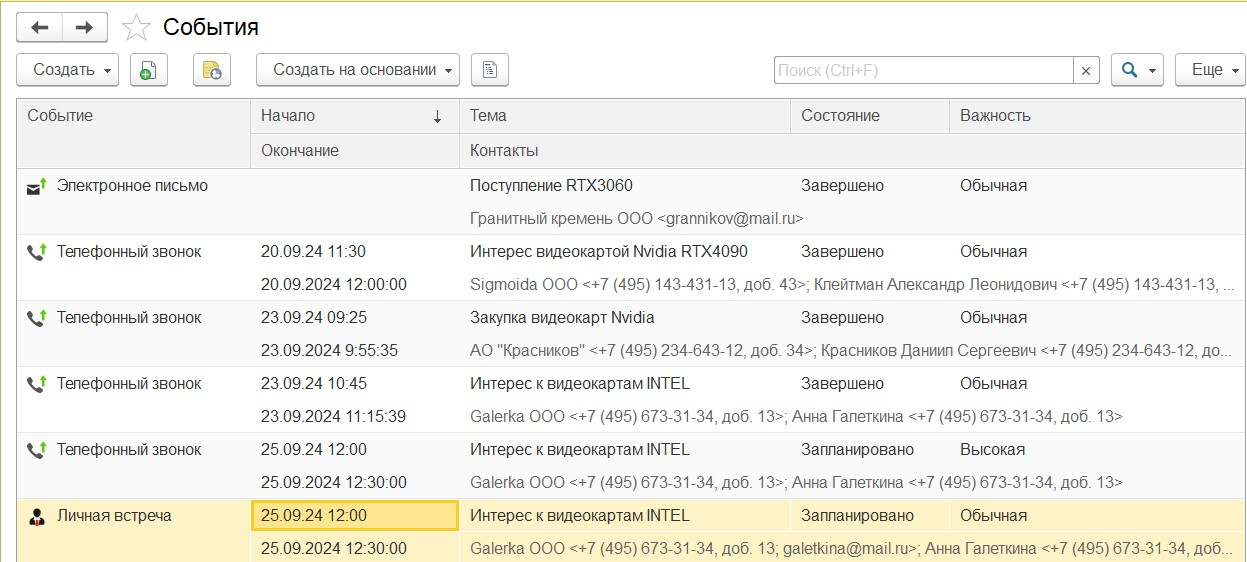 События
Создать Создать на основании Поиск (Ctrl+F) × Еще
Событие Начало ↓ Тема Состояние Важность
Окончание Контакты
Электронное письмо Поступление RTX3060 Завершено Обычная
Гранитный кремень ООО <grannikov@mail.ru>
Телефонный звонок 20.09.24 11:30 Интерес видеокартой Nvidia RTX4090 Завершено Обычная
20.09.2024 12:00:00 Sigmoida ООО <+7 (495) 143-431-13, доб. 43>; Клейтман Александр Леонидович <+7 (495) 143-431-13, ...
Телефонный звонок 23.09.24 09:25 Закупка видеокарт Nvidia Завершено Обычная
23.09.2024 9:55:35 АО "Красников" <+7 (495) 234-643-12, доб. 34>; Красников Даниил Сергеевич <+7 (495) 234-643-12, до...
Телефонный звонок 23.09.24 10:45 Интерес к видеокартам INTEL Завершено Обычная
23.09.2024 11:15:39 Galerka ООО <+7 (495) 673-31-34, доб. 13>; Анна Галеткина <+7 (495) 673-31-34, доб. 13>
Телефонный звонок 25.09.24 12:00 Интерес к видеокартам INTEL Запланировано Высокая
25.09.2024 12:30:00 Galerka ООО <+7 (495) 673-31-34, доб. 13>; Анна Галеткина <+7 (495) 673-31-34, доб. 13>
Личная встреча 25.09.24 12:00 Интерес к видеокартам INTEL Запланировано Обычная
25.09.2024 12:30:00 Galerka ООО <+7 (495) 673-31-34, доб. 13; galetkina@mail.ru>; Анна Галеткина <+7 (495) 673-31-34, доб...